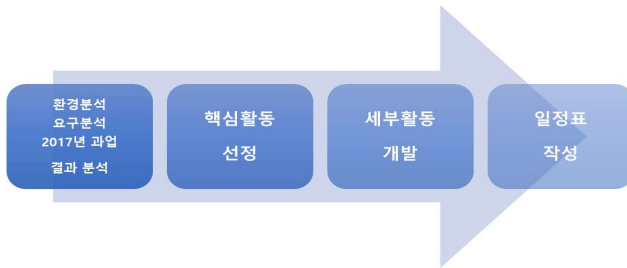 환경분석
요구분석
2017년 과업
결과 분석
핵심활동
선정
세부활동
개발
일정표
작성